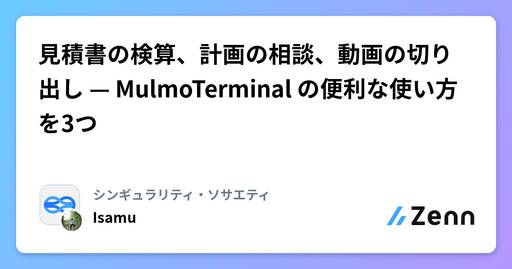 見積書の検算、計画の相談、動画の切り
出し — MulmoTerminal の便利な使い方
を3つ
シンギュラリティ・ソサエティ
Isamu
Zenn